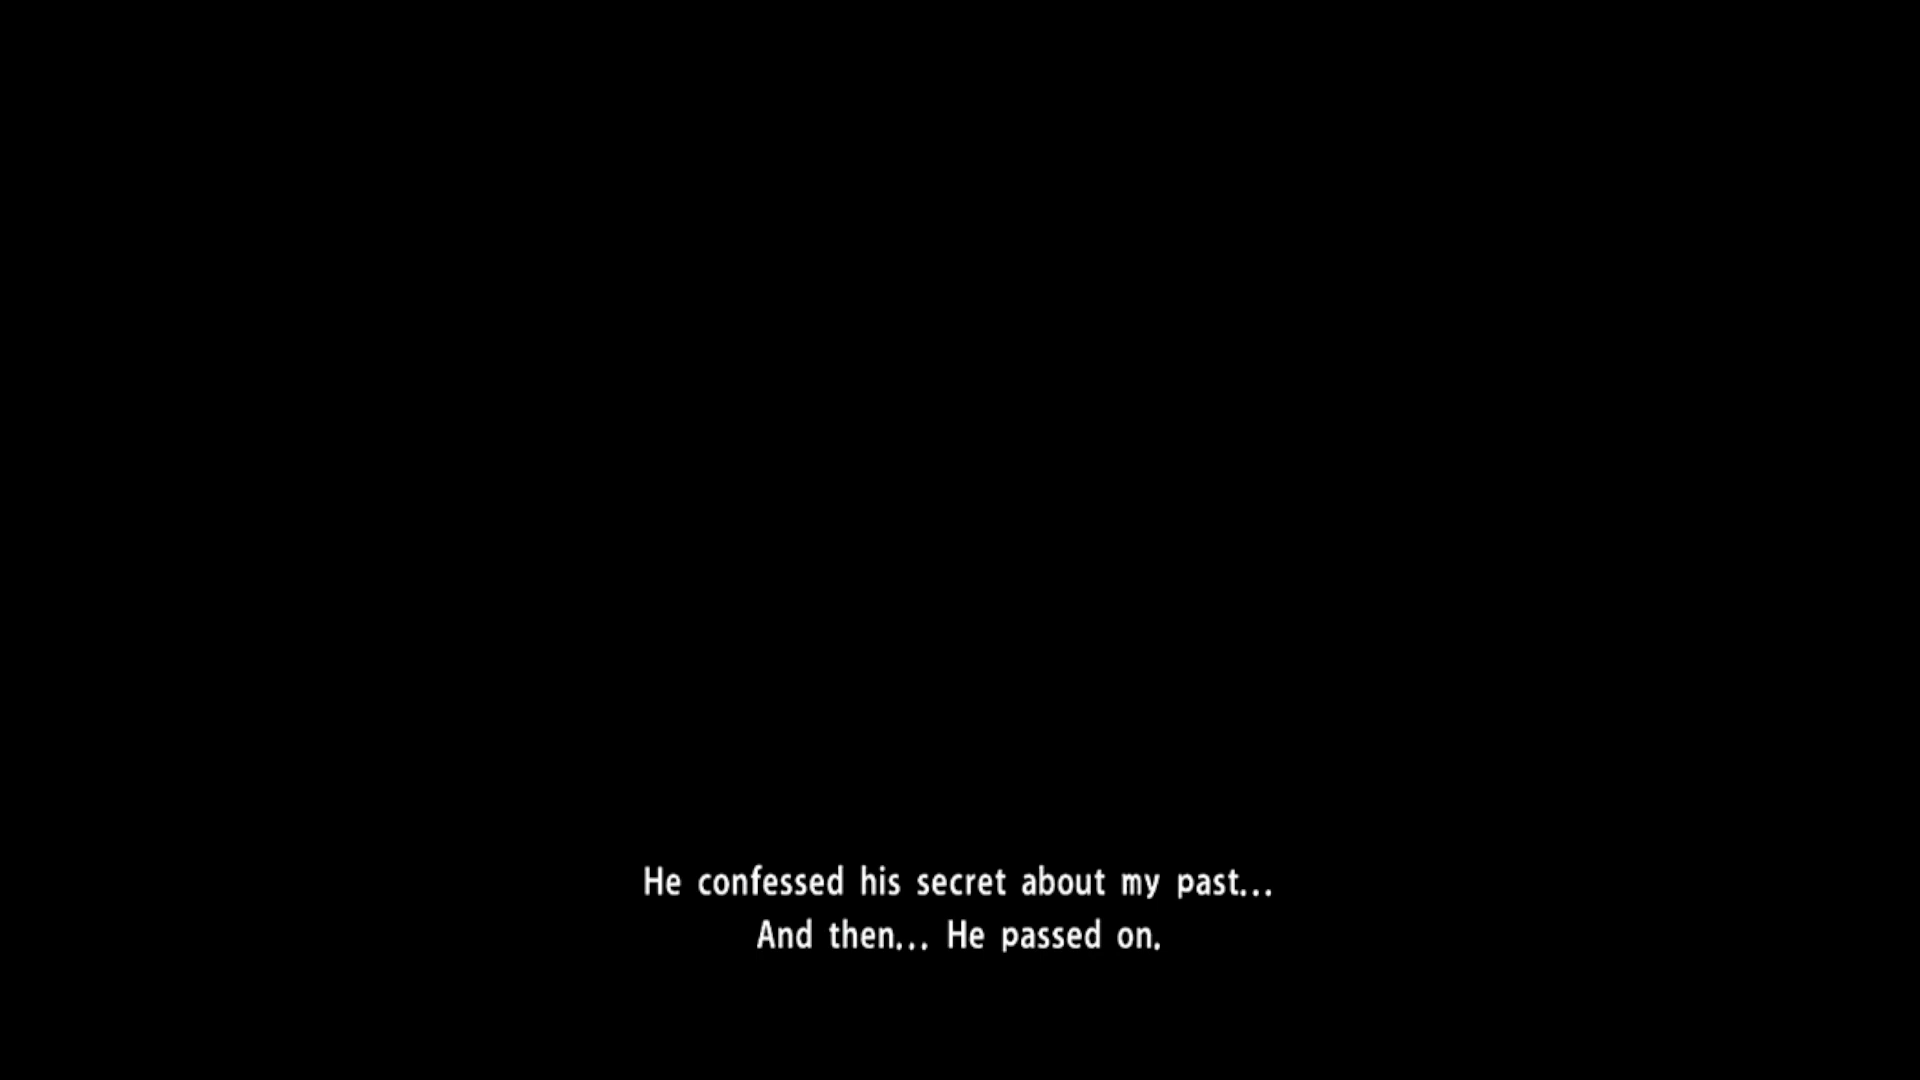 He confessed his secret about my past...
And then... He passed on.